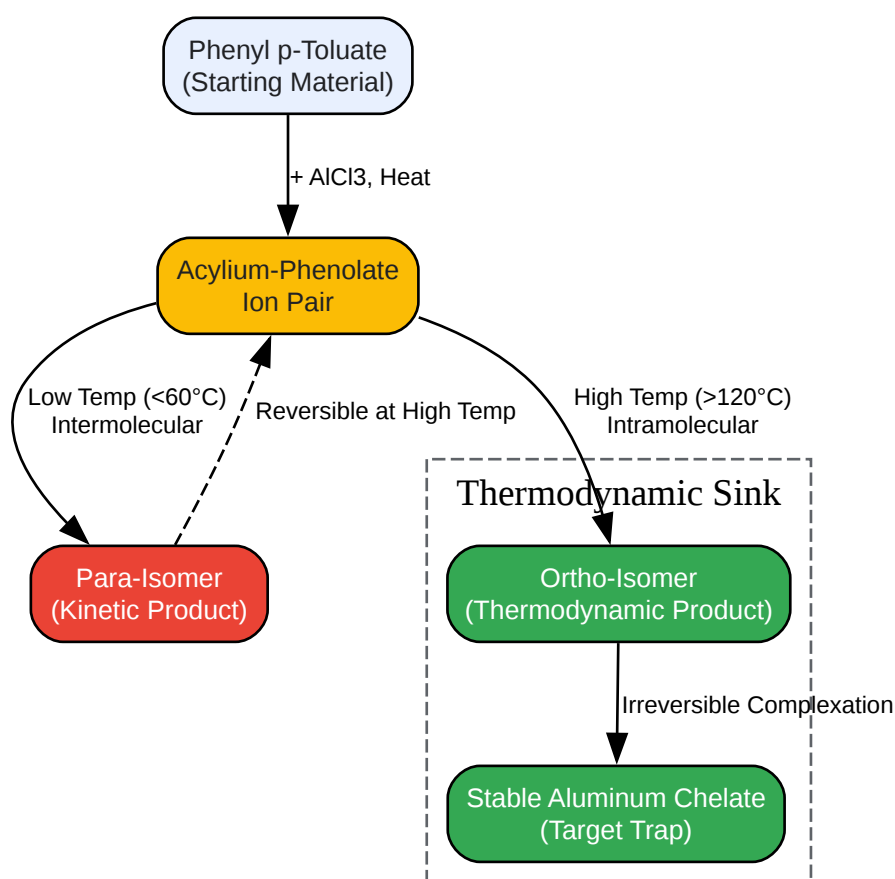 Phenyl p-Toluate
(Starting Material)
+ AlCl3, Heat
Acylium-Phenolate
Ion Pair
Low Temp (<60°C)
Intermolecular
Reversible at High Temp
High Temp (>120°C)
Intramolecular
Thermodynamic Sink
Para-Isomer
(Kinetic Product)
Ortho-Isomer
(Thermodynamic Product)
Irreversible Complexation
Stable Aluminum Chelate
(Target Trap)